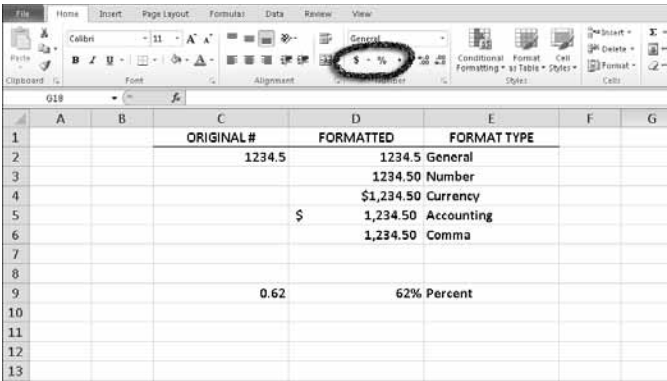 File Home Insert Page Layout Formulas Data Review View
Calibri 11 A A General Insert Σ
Paste B I U A $ % , Conditional Formatting Format as Table Cell Styles Delete Format
Clipboard Font Alignment Number Styles Cells
G18 fx
A B C D E F G
1 ORIGINAL # FORMATTED FORMAT TYPE
2 1234.5 1234.5 General
3 1234.50 Number
4 $1,234.50 Currency
5 $ 1,234.50 Accounting
6 1,234.50 Comma
7
8
9 0.62 62% Percent
10
11
12
13